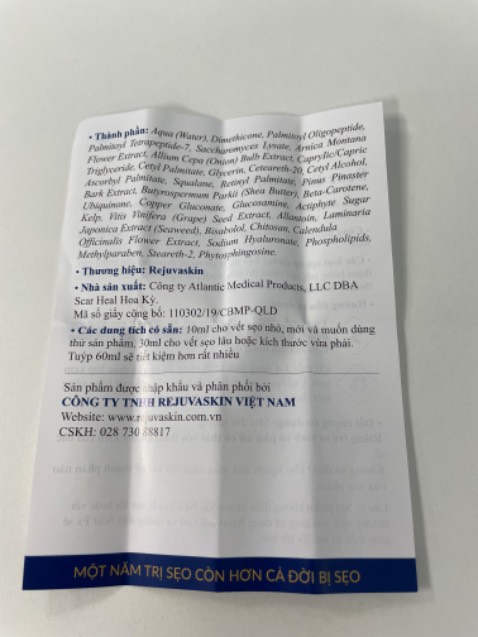 • Thành phần: Aqua (Water), Dimethicone, Palmitoyl Oligopeptide,
Palmitoyl Tetrapeptide-7, Saccharomyces Lysate, Arnica Montana
Flower Extract, Allium Cepa (Onion) Bulb Extract, Caprylic/Capric
Triglyceride, Cetyl Palmitate, Glycerin, Ceteareth-20, Cetyl Alcohol,
Ascorbyl Palmitate, Squalane, Retinyl Palmitate, Pinus Pinaster
Bark Extract, Butyrospermum Parkii (Shea Butter), Beta-Carotene,
Ubiquinane, Copper Gluconate, Glucosamine, Actiphyte Sugar
Kelp, Vitis Vinifera (Grape) Seed Extract, Allantoin, Laminaria
Japonica Extract (Seaweed), Bisabolol, Chitosan, Calendula
Officinalis Flower Extract, Sodium Hyaluronate, Phospholipids,
Methylparaben, Steareth-2, Phytosphingosine.
• Thương hiệu: Rejuvaskin
• Nhà sản xuất: Công ty Atlantic Medical Products, LLC DBA
Scar Heal Hoa Kỳ.
Mã số giấy công bố: 110302/19/CBMP-QLD
• Các dung tích có sẵn: 10ml cho vết sẹo nhỏ, mới và muốn dùng
thử sản phẩm, 30ml cho vết sẹo lâu hoặc kích thước vừa phải.
Tuýp 60ml sẽ tiết kiệm hơn rất nhiều
Sản phẩm được nhập khẩu và phân phối bởi
CÔNG TY TNHH REJUVASKIN VIỆT NAM
Website: www.rejuvaskin.com.vn
CSKH: 028 730 88817
MỘT NĂM TRỊ SẸO CÒN HƠN CẢ ĐỜI BỊ SẸO